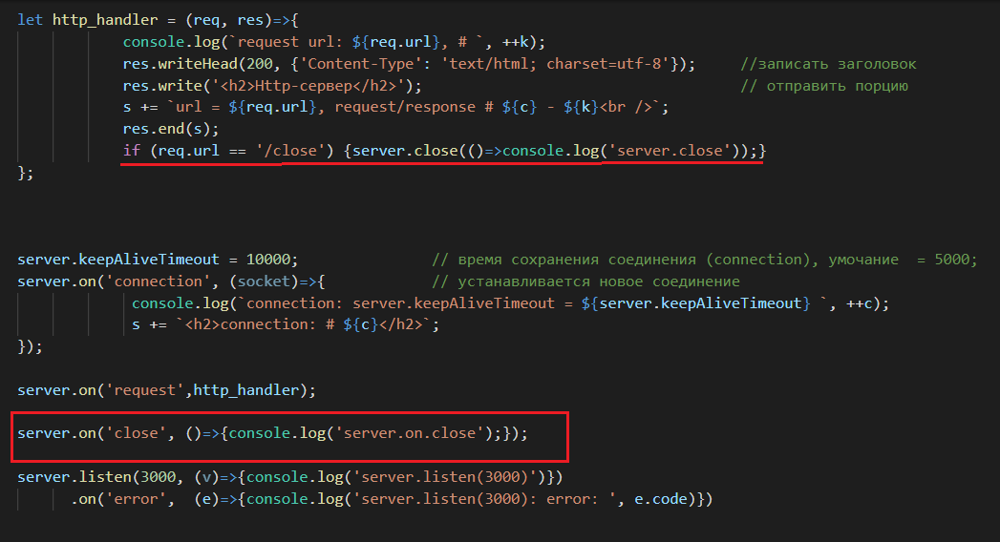 let http_handler = (req, res)=>{
console.log(`request url: ${req.url}, # `, ++k);
res.writeHead(200, {'Content-Type': 'text/html; charset=utf-8'}); //записать заголовок
res.write('<h2>Http-сервер</h2>'); // отправить порцию
s += `url = ${req.url}, request/response # ${c} - ${k}<br />`;
res.end(s);
if (req.url == '/close') {server.close(()=>console.log('server.close'));}
};
server.keepAliveTimeout = 10000; // время сохранения соединения (connection), умочание = 5000;
server.on('connection', (socket)=>{ // устанавливается новое соединение
console.log(`connection: server.keepAliveTimeout = ${server.keepAliveTimeout} `, ++c);
s += `<h2>connection: # ${c}</h2>`;
});
server.on('request',http_handler);
server.on('close', ()=>{console.log('server.on.close');});
server.listen(3000, (v)=>{console.log('server.listen(3000)')})
.on('error', (e)=>{console.log('server.listen(3000): error: ', e.code)})